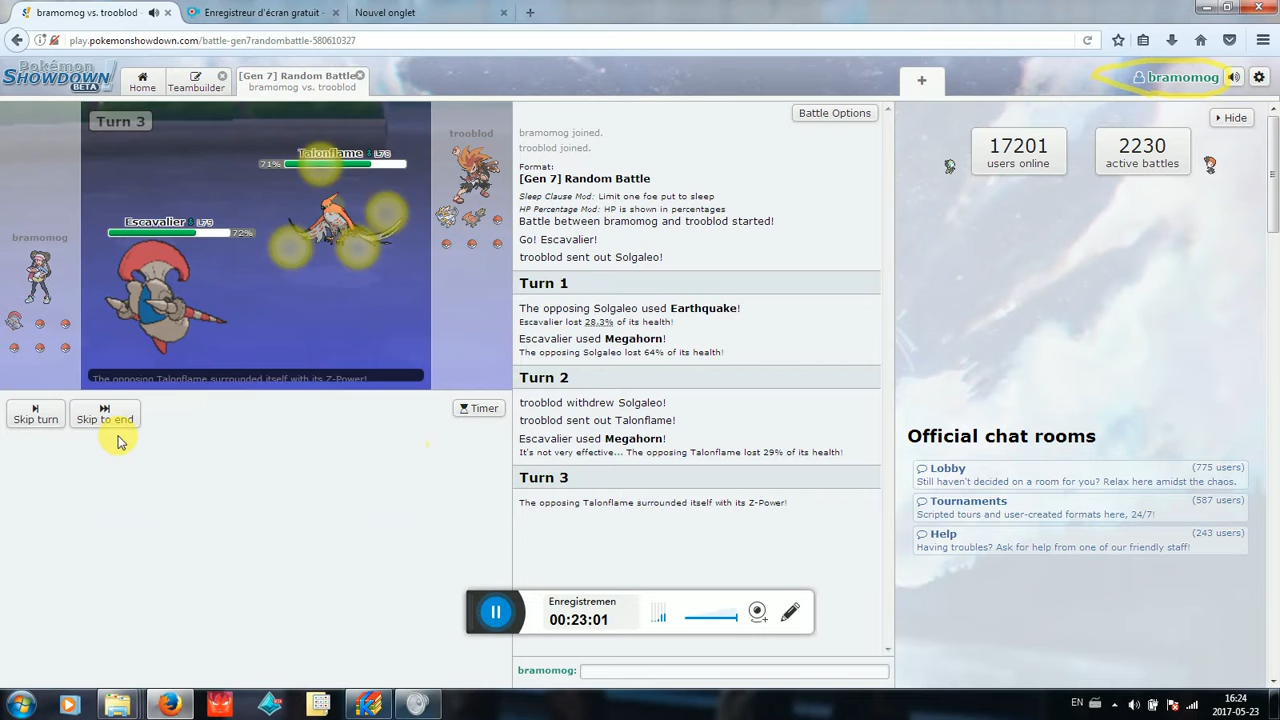 bramomog vs. trooblod -
Enregistreur d'écran gratuit -
Nouvel onglet
play.pokemonshowdown.com/battle-gen7randombattle-580610327
Pokémon
SHOWDOWN
BETA
Home
Teambuilder
[Gen 7] Random Battle
bramomog vs. trooblod
bramomog
Turn 3
Talonflame L78
71%
Escavalier L79
72%
The opposing Talonflame surrounded itself with its Z-Power!
bramomog
trooblod
Skip turn
Skip to end
Timer
Battle Options
bramomog joined.
trooblod joined.
Format:
[Gen 7] Random Battle
Sleep Clause Mod: Limit one foe put to sleep
HP Percentage Mod: HP is shown in percentages
Battle between bramomog and trooblod started!
Go! Escavalier!
trooblod sent out Solgaleo!
Turn 1
The opposing Solgaleo used Earthquake!
Escavalier lost 28.3% of its health!
Escavalier used Megahorn!
The opposing Solgaleo lost 64% of its health!
Turn 2
trooblod withdrew Solgaleo!
trooblod sent out Talonflame!
Escavalier used Megahorn!
It's not very effective... The opposing Talonflame lost 29% of its health!
Turn 3
The opposing Talonflame surrounded itself with its Z-Power!
Enregistremen
00:23:01
bramomog:
Hide
17201
users online
2230
active battles
Official chat rooms
Lobby
(775 users)
Still haven't decided on a room for you? Relax here amidst the chaos.
Tournaments
(587 users)
Scripted tours and user-created formats here, 24/7!
Help
(243 users)
Having troubles? Ask for help from one of our friendly staff!
EN
16:24
2017-05-23